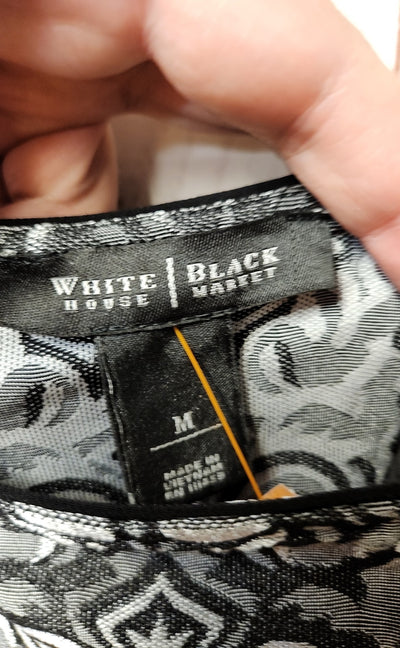 WHITE | BLACK
HOUSE | MARKET
M
MADE IN
VIETNAM